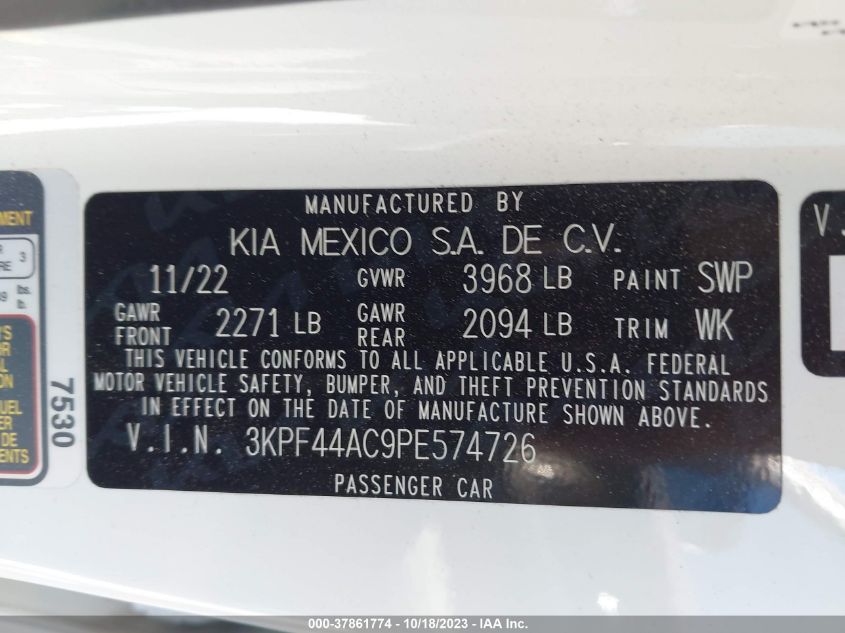 MANUFACTURED BY
KIA MEXICO S.A. DE C.V.
11/22 GVWR 3968 LB PAINT SWP
GAWR FRONT 2271 LB GAWR REAR 2094 LB TRIM WK
THIS VEHICLE CONFORMS TO ALL APPLICABLE U.S.A. FEDERAL
MOTOR VEHICLE SAFETY, BUMPER, AND THEFT PREVENTION STANDARDS
IN EFFECT ON THE DATE OF MANUFACTURE SHOWN ABOVE.
V.I.N. 3KPF44AC9PE574726
PASSENGER CAR
7530
3
lbs.
lb.
V.
000-37861774 - 10/18/2023 - IAA Inc.